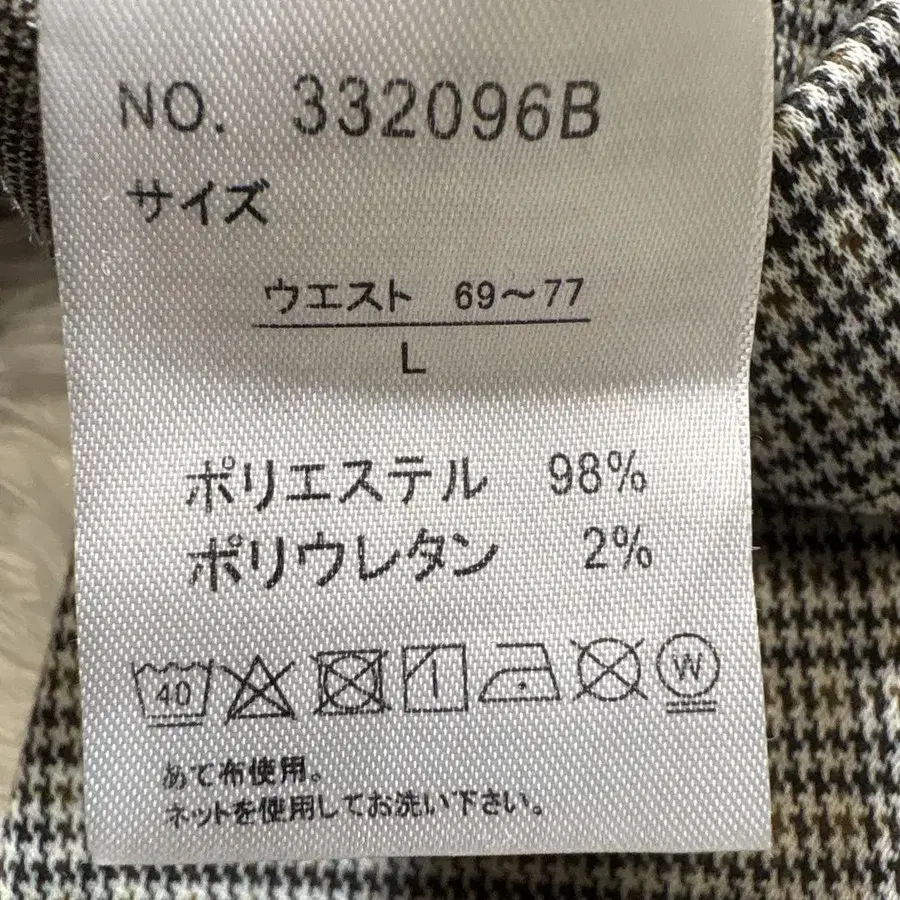 NO. 332096B
サイズ
ウエスト 69〜77
L
ポリエステル 98%
ポリウレタン 2%
40
W
あて布使用。
ネットを使用してお洗い下さい。